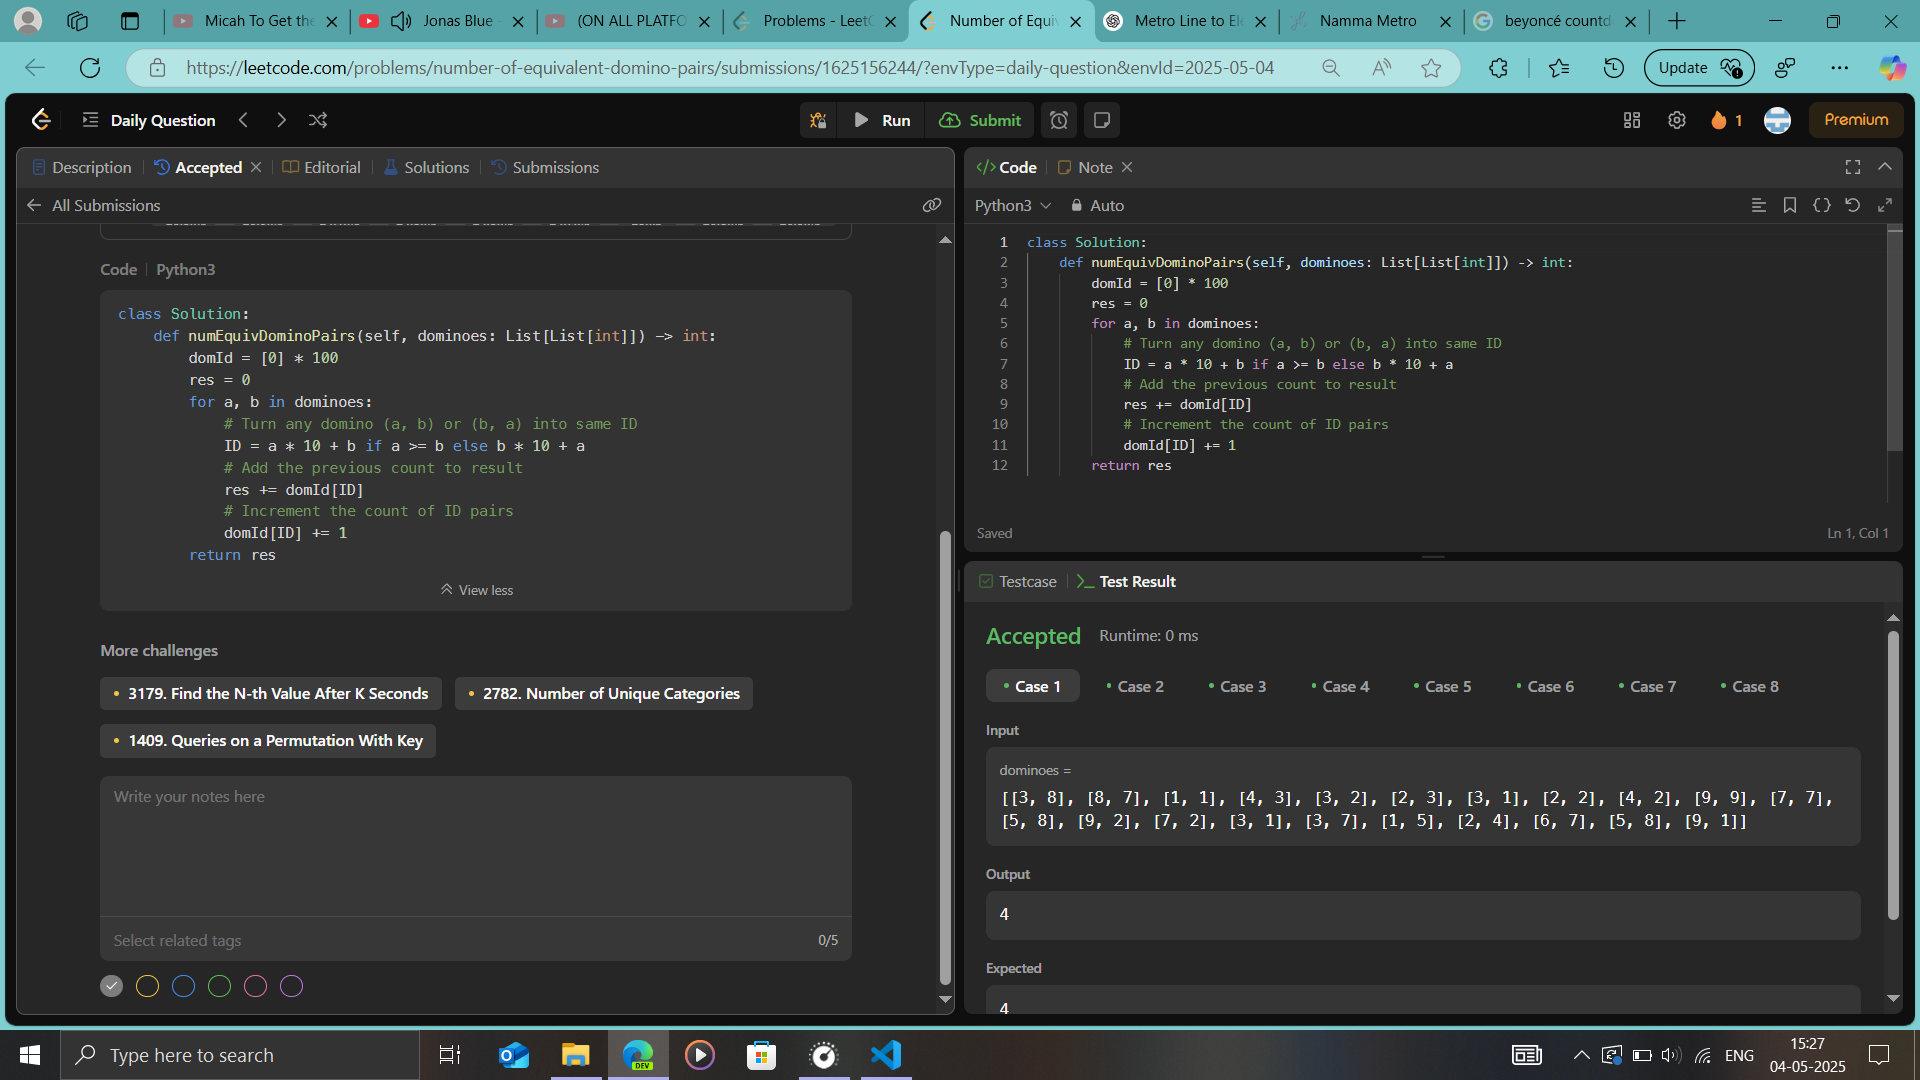 Micah To Get the
Jonas Blue -
(ON ALL PLATFO
Problems - LeetC
Number of Equiv
Metro Line to Ele
Namma Metro
beyoncé countd
https://leetcode.com/problems/number-of-equivalent-domino-pairs/submissions/1625156244/?envType=daily-question&envId=2025-05-04
Update
Daily Question
Run
Submit
1
Premium
Description
Accepted
Editorial
Solutions
Submissions
All Submissions
Code
Python3
class Solution:
    def numEquivDominoPairs(self, dominoes: List[List[int]]) -> int:
        domId = [0] * 100
        res = 0
        for a, b in dominoes:
            # Turn any domino (a, b) or (b, a) into same ID
            ID = a * 10 + b if a >= b else b * 10 + a
            # Add the previous count to result
            res += domId[ID]
            # Increment the count of ID pairs
            domId[ID] += 1
        return res
View less
More challenges
3179. Find the N-th Value After K Seconds
2782. Number of Unique Categories
1409. Queries on a Permutation With Key
Write your notes here
Select related tags
0/5
</> Code
Note
Python3
Auto
1 class Solution:
2     def numEquivDominoPairs(self, dominoes: List[List[int]]) -> int:
3         domId = [0] * 100
4         res = 0
5         for a, b in dominoes:
6             # Turn any domino (a, b) or (b, a) into same ID
7             ID = a * 10 + b if a >= b else b * 10 + a
8             # Add the previous count to result
9             res += domId[ID]
10             # Increment the count of ID pairs
11             domId[ID] += 1
12         return res
Saved
Ln 1, Col 1
Testcase
Test Result
Accepted
Runtime: 0 ms
Case 1
Case 2
Case 3
Case 4
Case 5
Case 6
Case 7
Case 8
Input
dominoes =
[[3, 8], [8, 7], [1, 1], [4, 3], [3, 2], [2, 3], [3, 1], [2, 2], [4, 2], [9, 9], [7, 7],
[5, 8], [9, 2], [7, 2], [3, 1], [3, 7], [1, 5], [2, 4], [6, 7], [5, 8], [9, 1]]
Output
4
Expected
4
Type here to search
DEV
ENG
15:27
04-05-2025